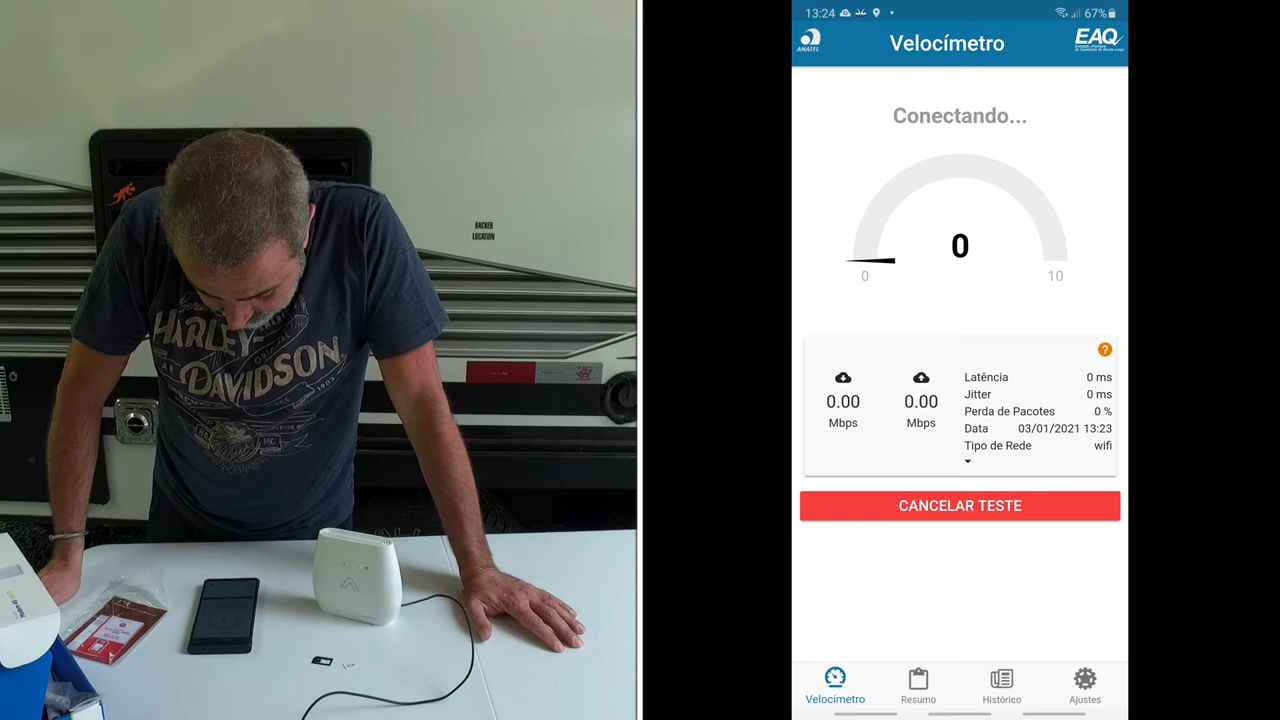 BACKER
LOCATION
HARLEY-
DAVIDSON
13:24
67%
ANATEL
Velocímetro
EAQ
Conectando...
0
0
10
?
0.00
Mbps
0.00
Mbps
Latência 0 ms
Jitter 0 ms
Perda de Pacotes 0 %
Data 03/01/2021 13:23
Tipo de Rede wifi
CANCELAR TESTE
Velocimetro
Resumo
Histórico
Ajustes